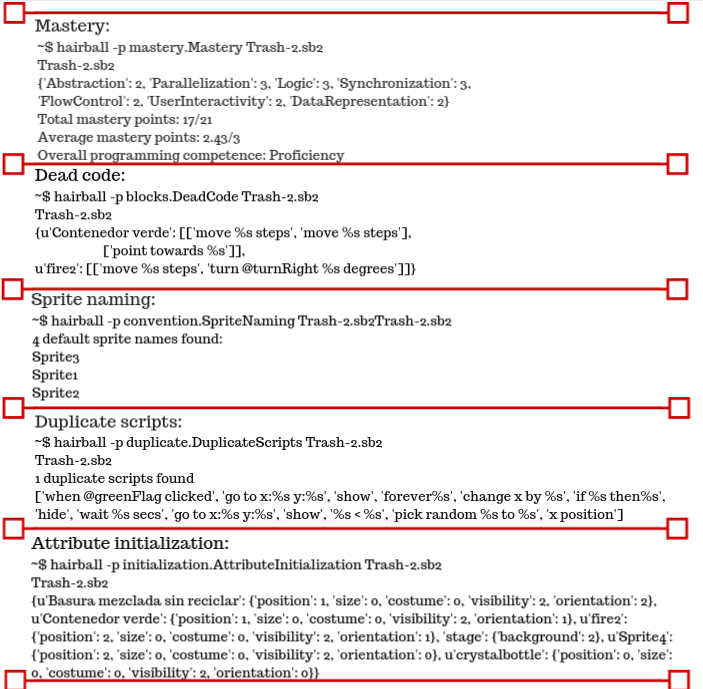 Mastery:
~$ hairball -p mastery.Mastery Trash-2.sb2
Trash-2.sb2
{'Abstraction': 2, 'Parallelization': 3, 'Logic': 3, 'Synchronization': 3,
'FlowControl': 2, 'UserInteractivity': 2, 'DataRepresentation': 2}
Total mastery points: 17/21
Average mastery points: 2.43/3
Overall programming competence: Proficiency
Dead code:
~$ hairball -p blocks.DeadCode Trash-2.sb2
Trash-2.sb2
{u'Contenedor verde': [['move %s steps', 'move %s steps'],
['point towards %s']],
u'fire2': [['move %s steps', 'turn @turnRight %s degrees']]}
Sprite naming:
~$ hairball -p convention.SpriteNaming Trash-2.sb2Trash-2.sb2
4 default sprite names found:
Sprite3
Sprite1
Sprite2
Duplicate scripts:
~$ hairball -p duplicate.DuplicateScripts Trash-2.sb2
Trash-2.sb2
1 duplicate scripts found
['when @greenFlag clicked', 'go to x:%s y:%s', 'show', 'forever%s', 'change x by %s', 'if %s then%s',
'hide', 'wait %s secs', 'go to x:%s y:%s', 'show', '%s < %s', 'pick random %s to %s', 'x position']
Attribute initialization:
~$ hairball -p initialization.AttributeInitialization Trash-2.sb2
Trash-2.sb2
{u'Basura mezclada sin reciclar': {'position': 1, 'size': 0, 'costume': 0, 'visibility': 2, 'orientation': 2},
u'Contenedor verde': {'position': 1, 'size': 0, 'costume': 0, 'visibility': 2, 'orientation': 1}, u'fire2':
{'position': 2, 'size': 0, 'costume': 0, 'visibility': 2, 'orientation': 1}, 'stage': {'background': 2}, u'Sprite4':
{'position': 2, 'size': 0, 'costume': 0, 'visibility': 2, 'orientation': 0}, u'crystalbottle': {'position': 0, 'size':
0, 'costume': 0, 'visibility': 2, 'orientation': 0}}